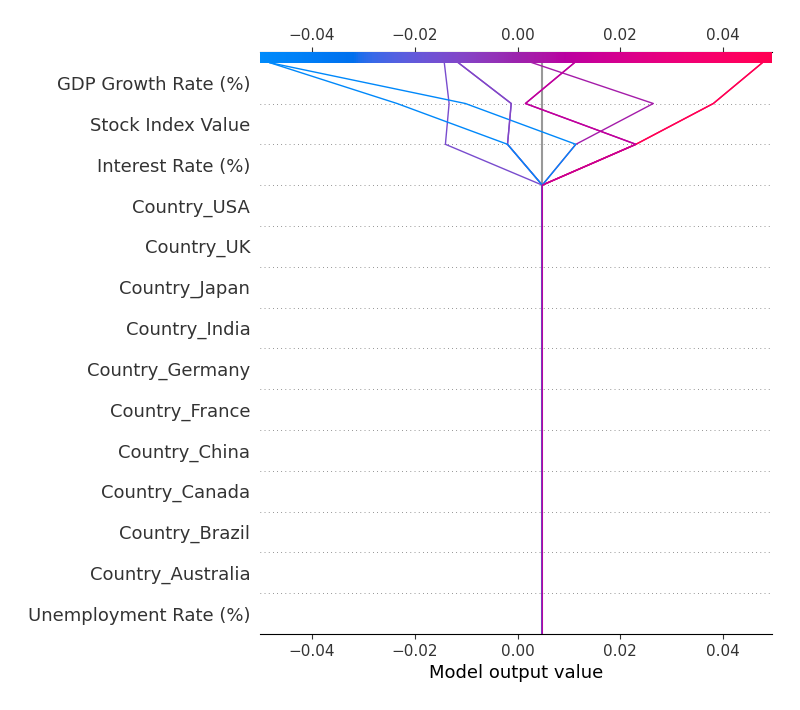 −0.04 −0.02 0.00 0.02 0.04
GDP Growth Rate (%)
Stock Index Value
Interest Rate (%)
Country_USA
Country_UK
Country_Japan
Country_India
Country_Germany
Country_France
Country_China
Country_Canada
Country_Brazil
Country_Australia
Unemployment Rate (%)
−0.04 −0.02 0.00 0.02 0.04
Model output value